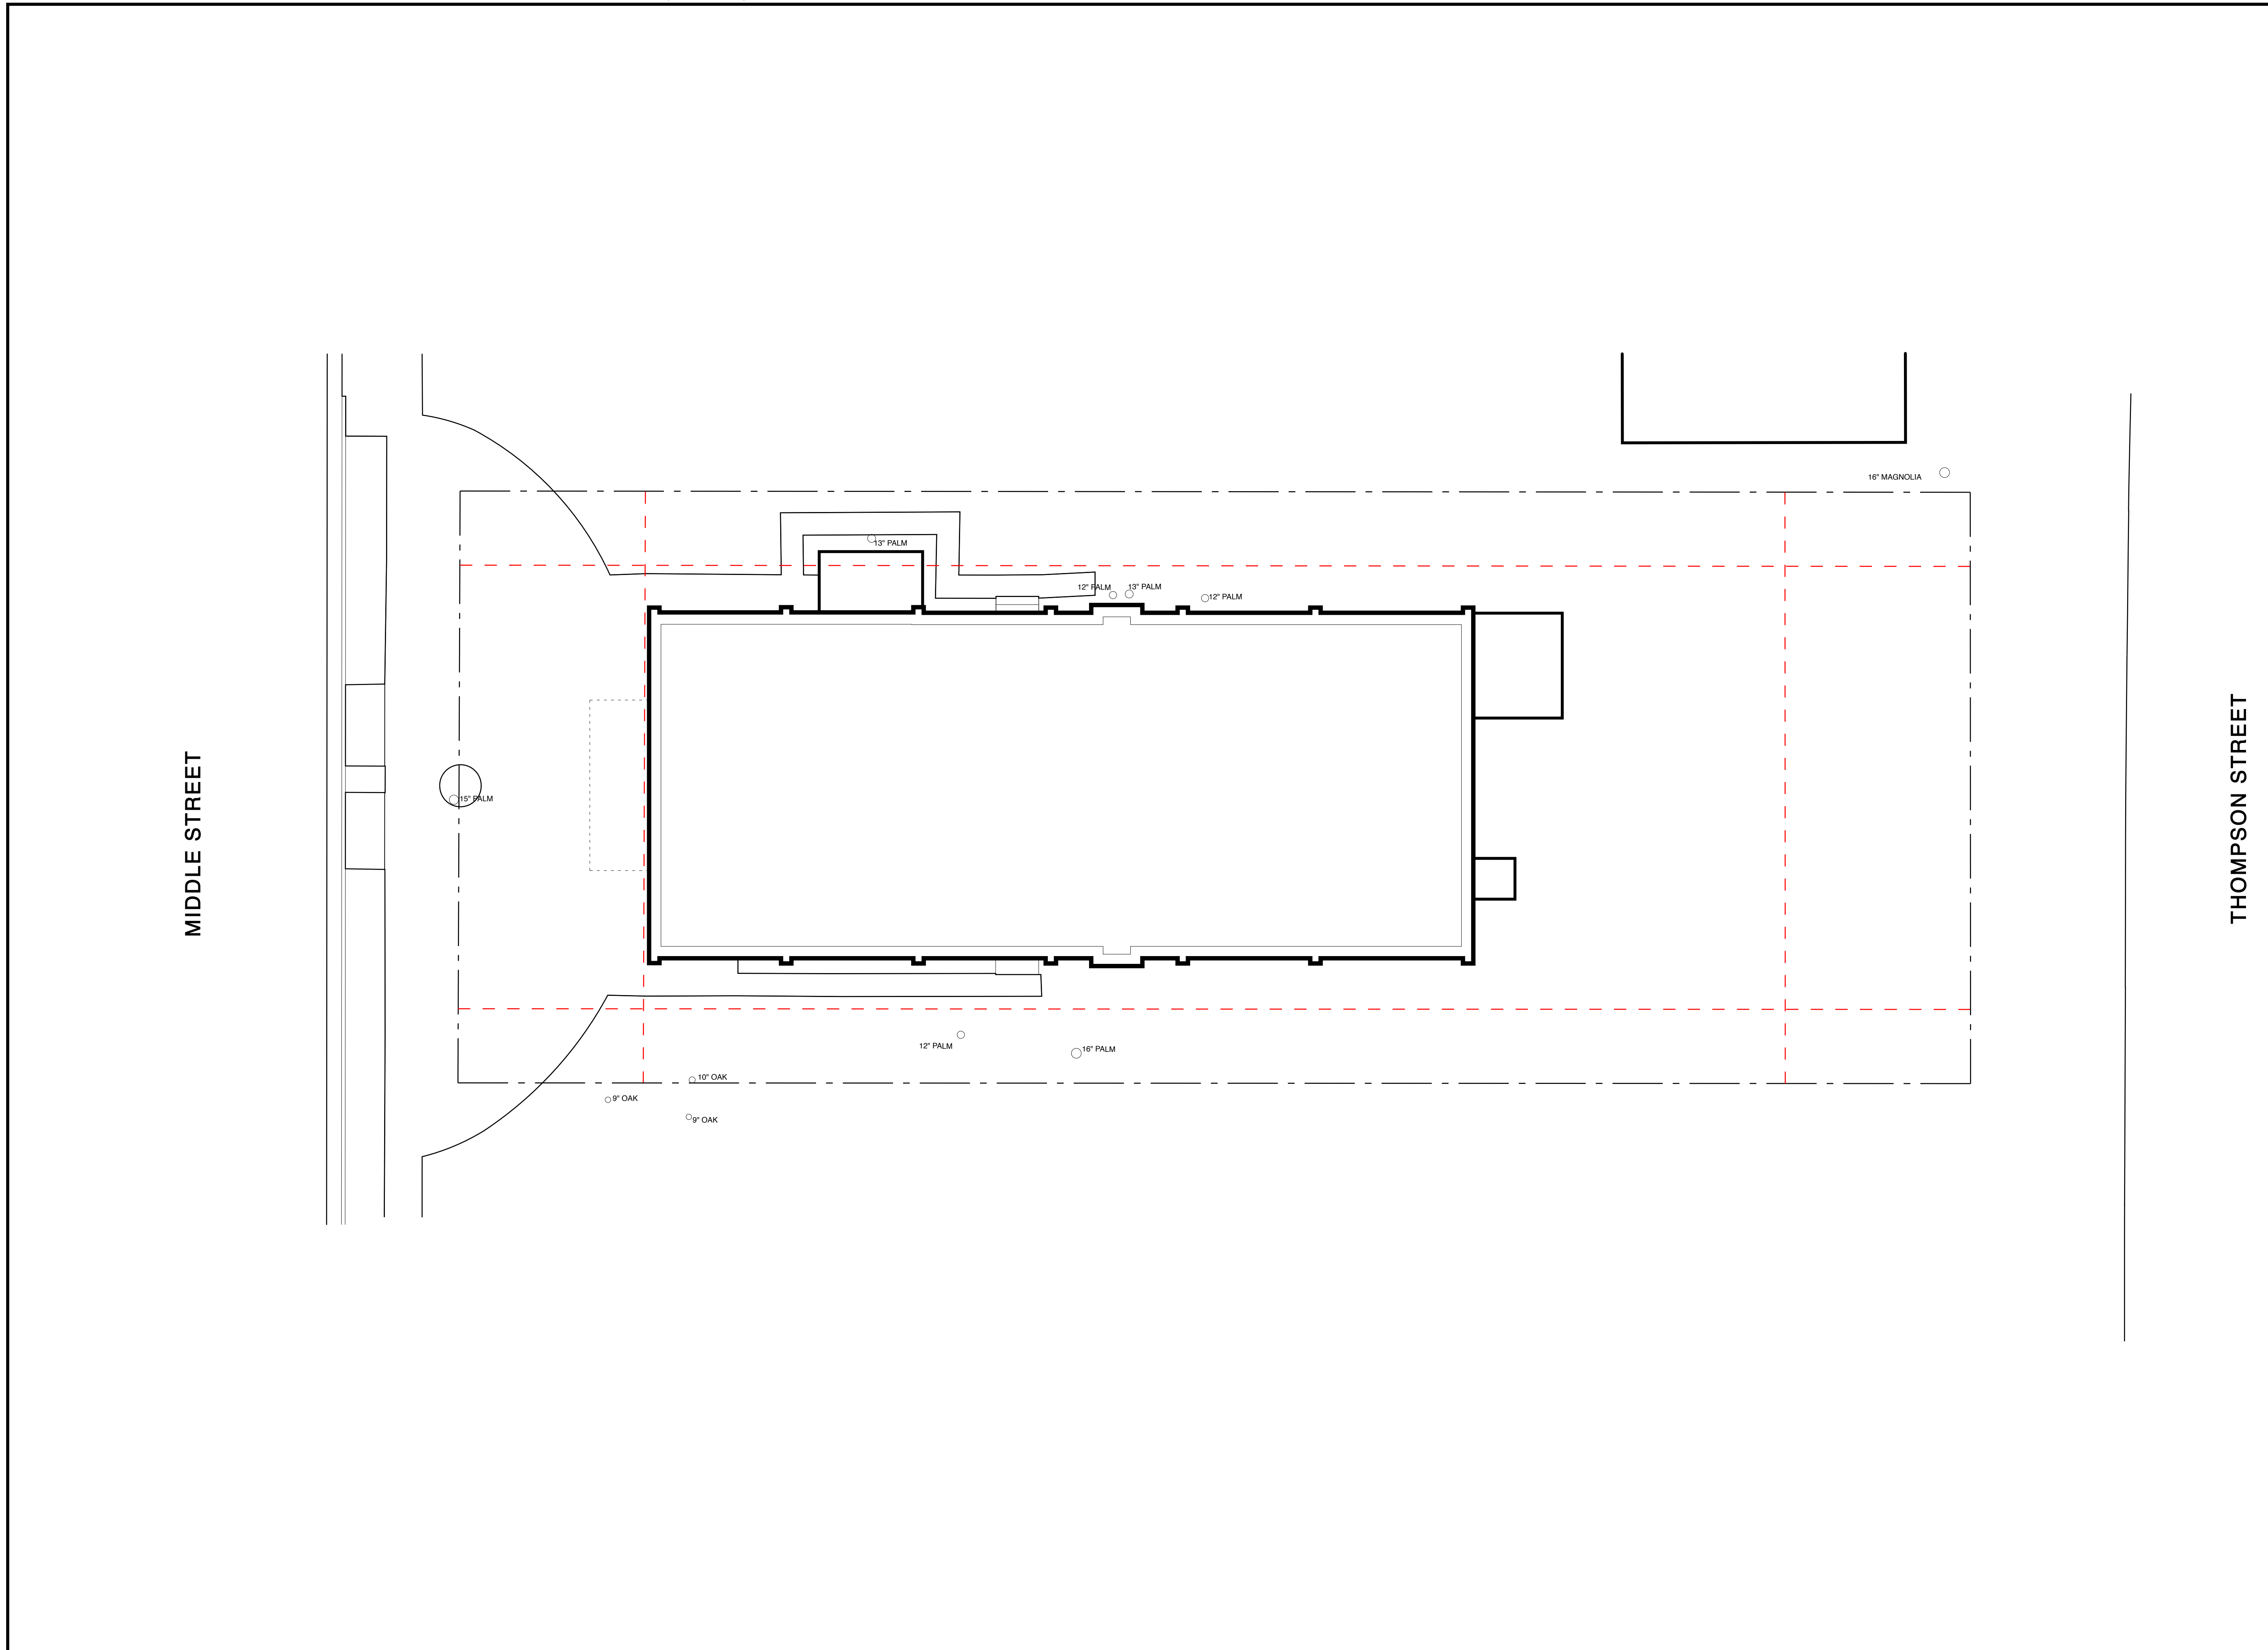 16" MAGNOLIA
13" PALM
12" PALM
13" PALM
12" PALM
MIDDLE STREET
15" PALM
THOMPSON STREET
12" PALM
16" PALM
10" OAK
9" OAK
9" OAK